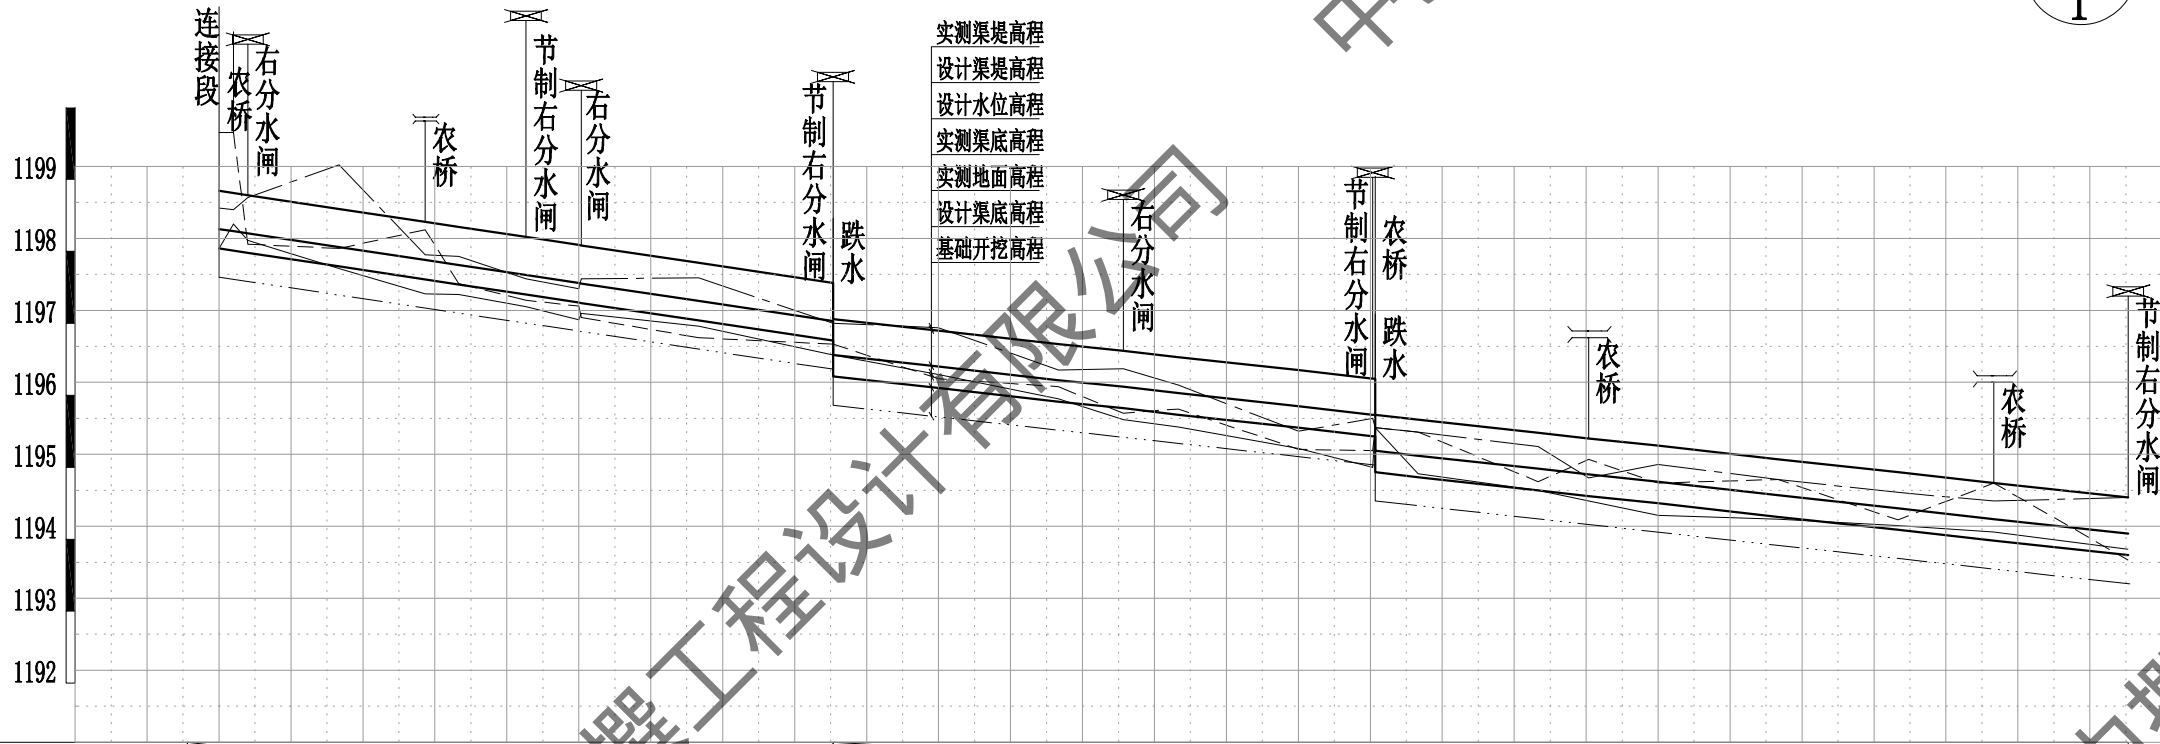 连接段
农桥
右分水闸
农桥
节制右分水闸
右分水闸
节制右分水闸
跌水
实测渠堤高程
设计渠堤高程
设计水位高程
实测渠底高程
实测地面高程
设计渠底高程
基础开挖高程
右分水闸
节制右分水闸
农桥
跌水
农桥
农桥
节制右分水闸
1199
1198
1197
1196
1195
1194
1193
1192
1
工程设计有限公司